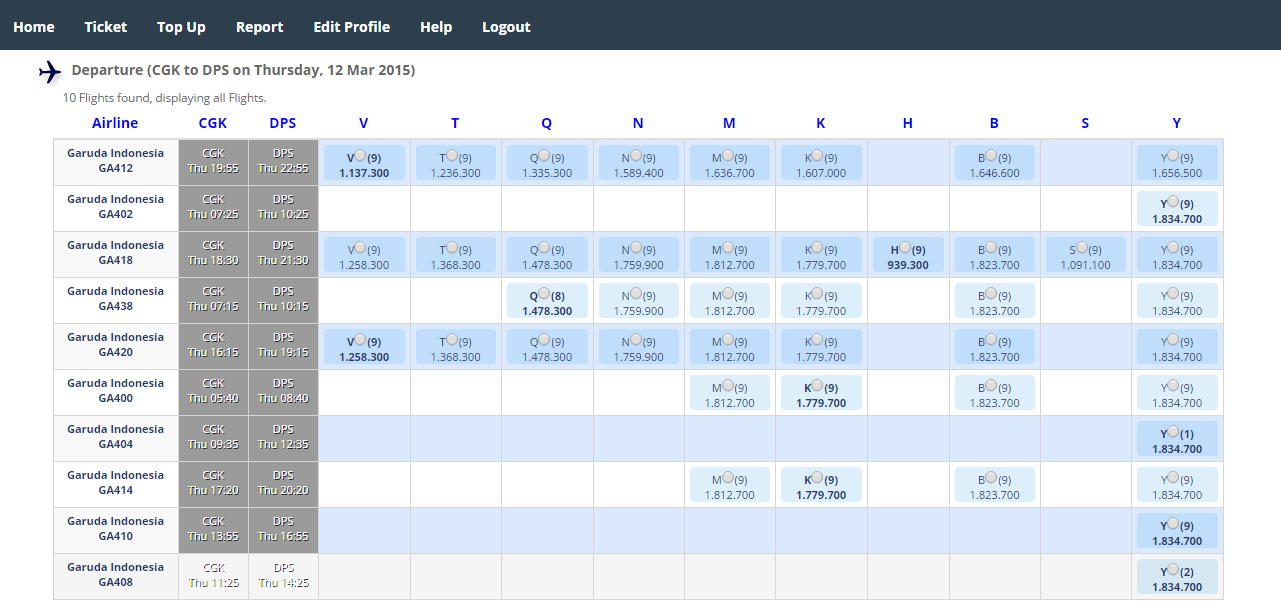 Home Ticket Top Up Report Edit Profile Help Logout
Departure (CGK to DPS on Thursday, 12 Mar 2015)
10 Flights found, displaying all Flights.
Airline CGK DPS V T Q N M K H B S Y
Garuda Indonesia CGK DPS V (9) T (9) Q (9) N (9) M (9) K (9) B (9) Y (9)
GA412 Thu 19:55 Thu 22:55 1.137.300 1.236.300 1.335.300 1.589.400 1.636.700 1.607.000 1.646.600 1.656.500
Garuda Indonesia CGK DPS Y (9)
GA402 Thu 07:25 Thu 10:25 1.834.700
Garuda Indonesia CGK DPS V (9) T (9) Q (9) N (9) M (9) K (9) H (9) B (9) S (9) Y (9)
GA418 Thu 18:30 Thu 21:30 1.258.300 1.368.300 1.478.300 1.759.900 1.812.700 1.779.700 939.300 1.823.700 1.091.100 1.834.700
Garuda Indonesia CGK DPS Q (8) N (9) M (9) K (9) B (9) Y (9)
GA438 Thu 07:15 Thu 10:15 1.478.300 1.759.900 1.812.700 1.779.700 1.823.700 1.834.700
Garuda Indonesia CGK DPS V (9) T (9) Q (9) N (9) M (9) K (9) B (9) Y (9)
GA420 Thu 16:15 Thu 19:15 1.258.300 1.368.300 1.478.300 1.759.900 1.812.700 1.779.700 1.823.700 1.834.700
Garuda Indonesia CGK DPS M (9) K (9) B (9) Y (9)
GA400 Thu 05:40 Thu 08:40 1.812.700 1.779.700 1.823.700 1.834.700
Garuda Indonesia CGK DPS Y (1)
GA404 Thu 09:35 Thu 12:35 1.834.700
Garuda Indonesia CGK DPS M (9) K (9) B (9) Y (9)
GA414 Thu 17:20 Thu 20:20 1.812.700 1.779.700 1.823.700 1.834.700
Garuda Indonesia CGK DPS Y (9)
GA410 Thu 13:55 Thu 16:55 1.834.700
Garuda Indonesia CGK DPS Y (2)
GA408 Thu 11:25 Thu 14:25 1.834.700